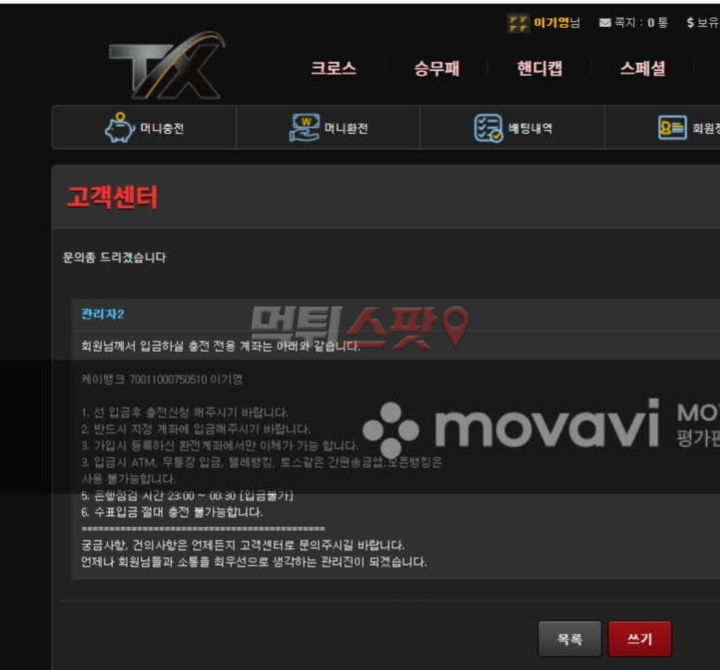 이기영님 쪽지 : 0 통 $ 보유
TX
크로스 승무패 핸디캡 스페셜
머니충전 머니환전 배팅내역 회원정
고객센터
문의좀 드리겠습니다
관리자2
먹튀스팟
회원님께서 입금하실 충전 전용 계좌는 아래와 같습니다.
케이뱅크 70011000750510 이기영
1. 선 입금후 충전신청 해주시기 바랍니다.
2. 반드시 지정 계좌에 입금해주시기 바랍니다.
3. 가입시 등록하신 환전계좌에서만 이체가 가능 합니다.
3. 입금시 ATM, 무통장 입금, 텔레뱅킹, 토스같은 간편송금앱,오픈뱅킹은
사용 불가능합니다.
movavi MO
평가판
5. 은행점검 시간 23:00 ~ 00:30 [입금불가]
6. 수표입금 절대 충전 불가능합니다.
============================================
궁금사항, 건의사항은 언제든지 고객센터로 문의주시길 바랍니다.
언제나 회원님들과 소통을 최우선으로 생각하는 관리진이 되겠습니다.
목록 쓰기